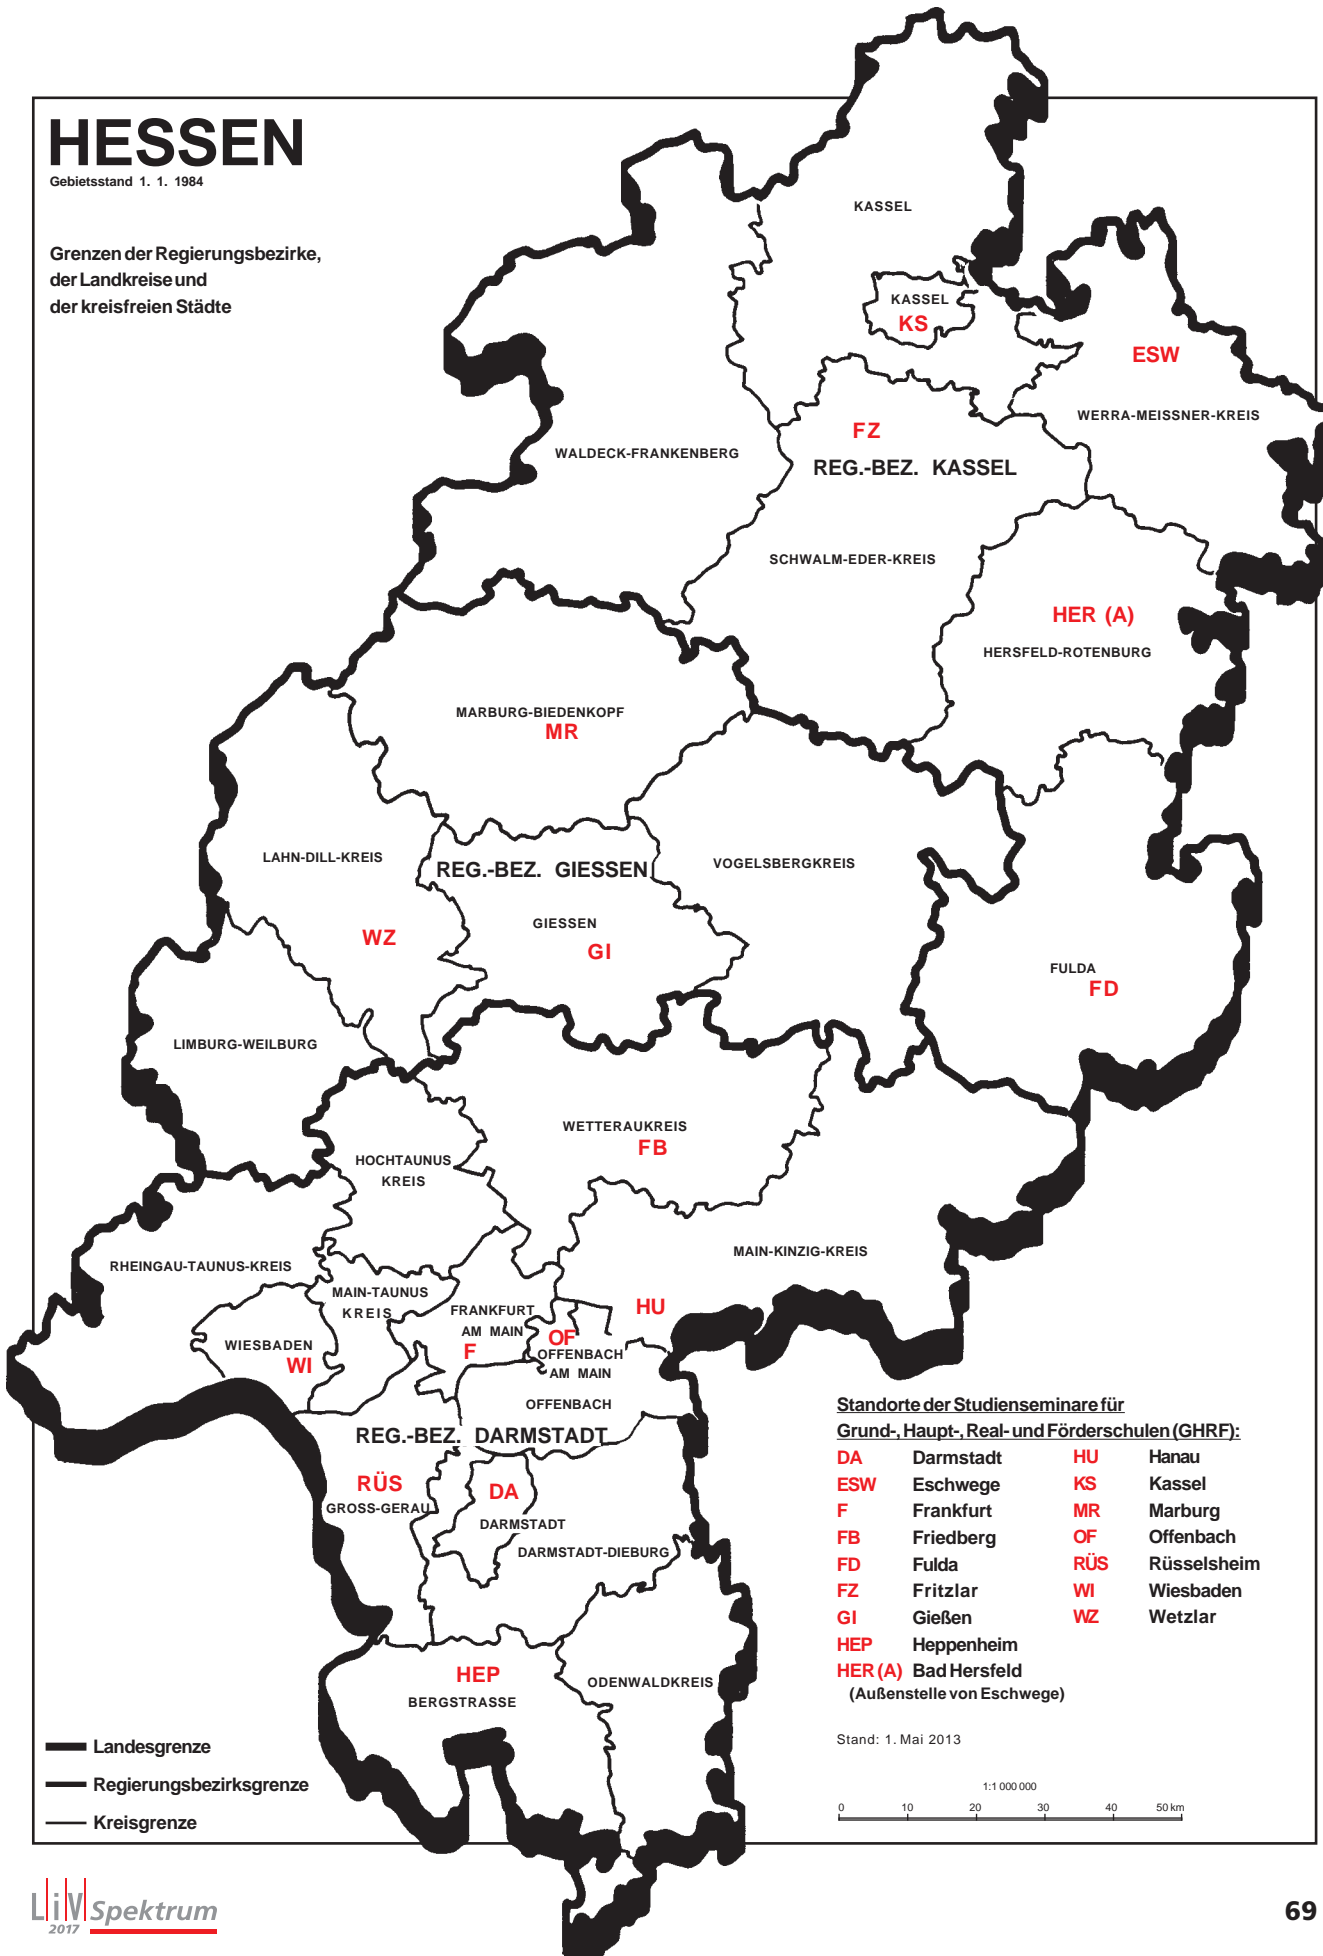 HESSEN
Gebietsstand 1. 1. 1984
Grenzen der Regierungsbezirke,
der Landkreise und
der kreisfreien Städte
KASSEL
KASSEL
KS
ESW
WERRA-MEISSNER-KREIS
FZ
WALDECK-FRANKENBERG
REG.-BEZ. KASSEL
SCHWALM-EDER-KREIS
HER (A)
HERSFELD-ROTENBURG
MARBURG-BIEDENKOPF
MR
LAHN-DILL-KREIS
REG.-BEZ. GIESSEN
VOGELSBERGKREIS
GIESSEN
WZ
GI
FULDA
FD
LIMBURG-WEILBURG
WETTERAUKREIS
FB
HOCHTAUNUS
KREIS
MAIN-KINZIG-KREIS
RHEINGAU-TAUNUS-KREIS
MAIN-TAUNUS
KREIS
FRANKFURT
AM MAIN
F
HU
OF
OFFENBACH
AM MAIN
WIESBADEN
WI
OFFENBACH
REG.-BEZ. DARMSTADT
RÜS
GROSS-GERAU
DA
DARMSTADT
DARMSTADT-DIEBURG
HEP
BERGSTRASSE
ODENWALDKREIS
Standorte der Studienseminare für
Grund-, Haupt-, Real- und Förderschulen (GHRF):
DA Darmstadt HU Hanau
ESW Eschwege KS Kassel
F Frankfurt MR Marburg
FB Friedberg OF Offenbach
FD Fulda RÜS Rüsselsheim
FZ Fritzlar WI Wiesbaden
GI Gießen WZ Wetzlar
HEP Heppenheim
HER (A) Bad Hersfeld
(Außenstelle von Eschwege)
Stand: 1. Mai 2013
1:1 000 000
0 10 20 30 40 50 km
Landesgrenze
Regierungsbezirksgrenze
Kreisgrenze
LiV Spektrum
2017
69